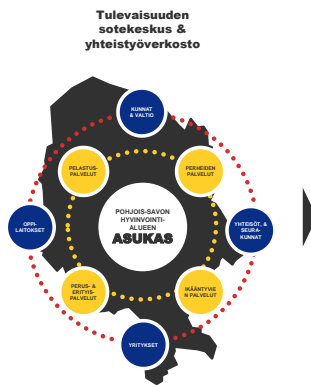 Tulevaisuuden
sotekeskus &
yhteistyöverkosto
KUNNAT
& VALTIO
PELASTUS-
PALVELUT
PERHEIDEN
PALVELUT
POHJOIS-SAVON
HYVINVOINTI-
ALUEEN
ASUKAS
OPPI-
LAITOKSET
YHTEISÖT, &
SEURA-
KUNNAT
PERUS- &
ERITYIS-
PALVELUT
IKÄÄNTYVIE
N PALVELUT
YRITYKSET